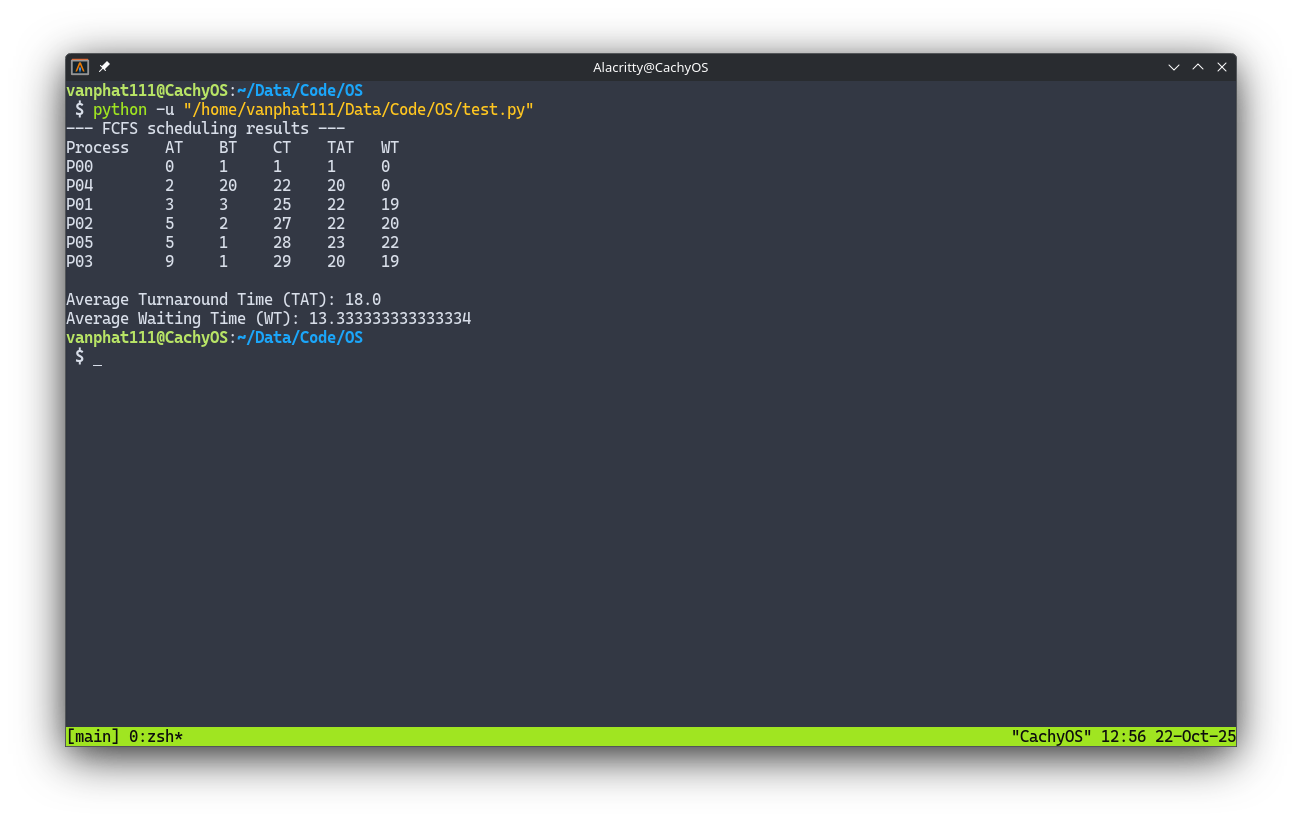 Alacritty@CachyOS
vanphat111@CachyOS:~/Data/Code/OS
$ python -u "/home/vanphat111/Data/Code/OS/test.py"
--- FCFS scheduling results ---
Process AT BT CT TAT WT
P00 0 1 1 1 0
P04 2 20 22 20 0
P01 3 3 25 22 19
P02 5 2 27 22 20
P05 5 1 28 23 22
P03 9 1 29 20 19
Average Turnaround Time (TAT): 18.0
Average Waiting Time (WT): 13.333333333333334
vanphat111@CachyOS:~/Data/Code/OS
$ _
[main] 0:zsh* "CachyOS" 12:56 22-Oct-25